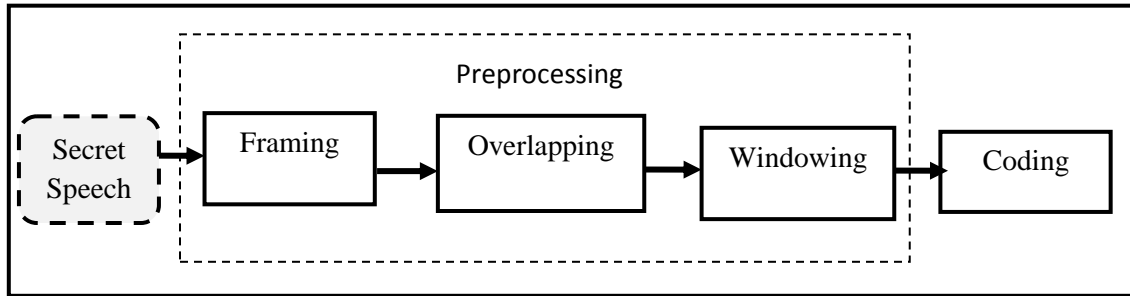 Preprocessing
Secret
Speech
Framing
Overlapping
Windowing
Coding